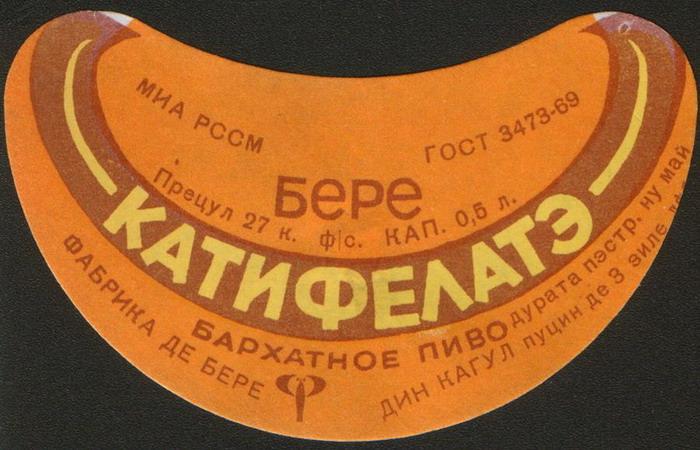 МИА РССМ
ГОСТ 3473-69
Бере
Прецул 27 к. ф|с. КАП. 0,5 л.
КАТИФЕЛАТЭ
БАРХАТНОЕ ПИВО
ФАБРИКА ДЕ БЕРЕ
ДИН КАГУЛ
дурата пэстр. ну май
пуцин де 3 зиле